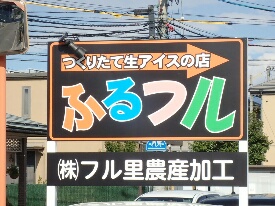 つくりたて生アイスの店
ふるフル
㈱フル里農産加工